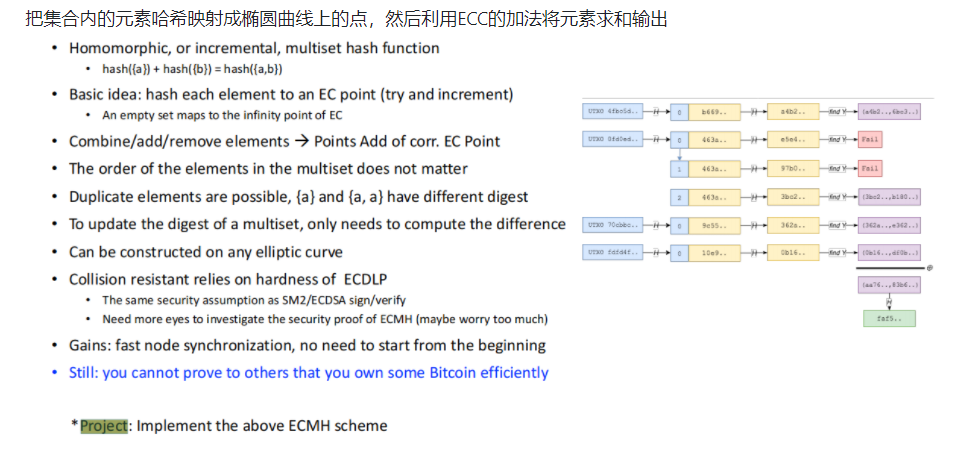 把集合内的元素哈希映射成椭圆曲线上的点，然后利用ECC的加法将元素求和输出
• Homomorphic, or incremental, multiset hash function
• hash({a}) + hash({b}) = hash({a,b})
• Basic idea: hash each element to an EC point (try and increment)
• An empty set maps to the infinity point of EC
• Combine/add/remove elements → Points Add of corr. EC Point
• The order of the elements in the multiset does not matter
• Duplicate elements are possible, {a} and {a, a} have different digest
• To update the digest of a multiset, only needs to compute the difference
• Can be constructed on any elliptic curve
• Collision resistant relies on hardness of ECDLP
• The same security assumption as SM2/ECDSA sign/verify
• Need more eyes to investigate the security proof of ECMH (maybe worry too much)
• Gains: fast node synchronization, no need to start from the beginning
• Still: you cannot prove to others that you own some Bitcoin efficiently
*Project: Implement the above ECMH scheme
UTXO 4fbc5d.. H 0 b669.. H a6b2.. find Y
UTXO 0fd0ed.. H 0 463a.. H e5e4.. find Y Fail
1 463a.. H 97b0.. find Y Fail
2 463a.. H 3bc2.. find Y (3bc2..,b180..)
H 0 9c55.. H 362a.. find Y (362a..,e362..)
H 0 10e9.. H 0b16.. find Y
⊕
(aa76..,83b6..)
H
faf5..